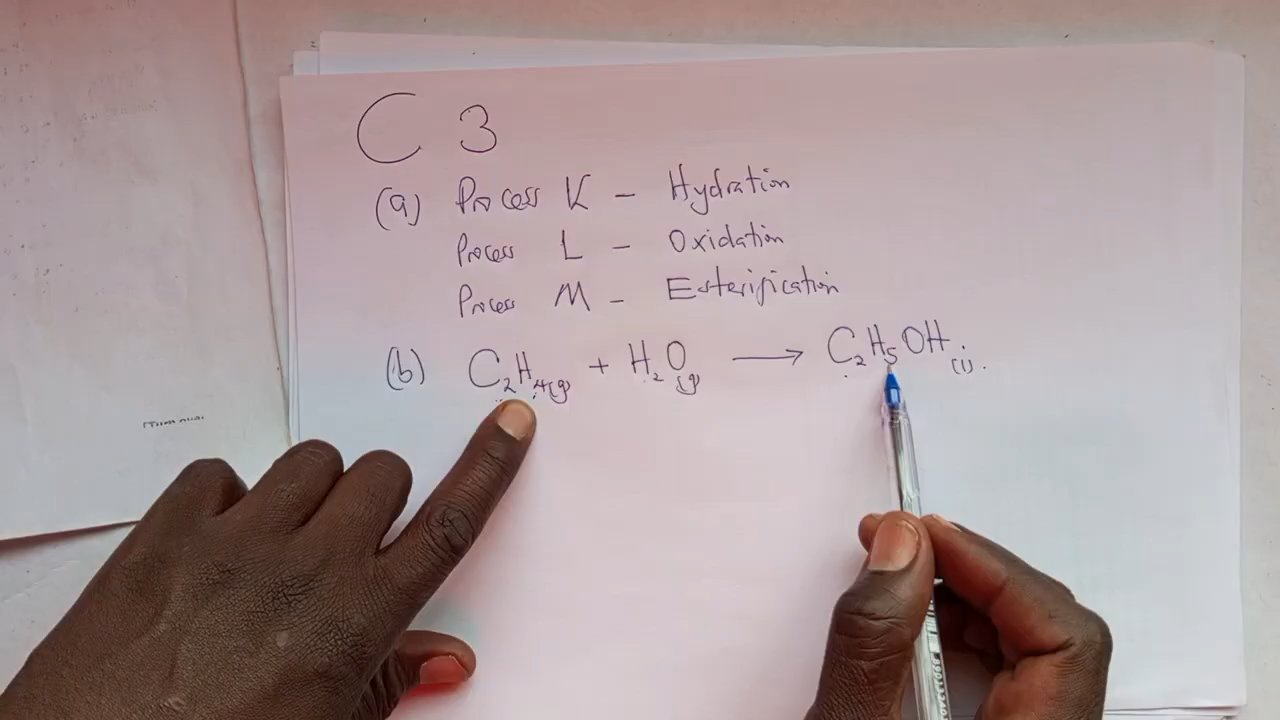 C 3
(a) Process K - Hydration
Process L - Oxidation
Process M - Esterification
(b) C₂H₄(g) + H₂O(g) → C₂H₅OH(l).